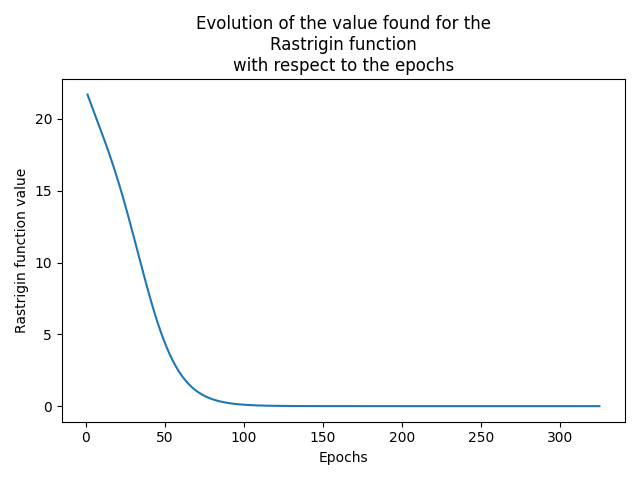 Evolution of the value found for the
Rastrigin function
with respect to the epochs
20
15
10
5
0
Rastrigin function value
0 50 100 150 200 250 300
Epochs